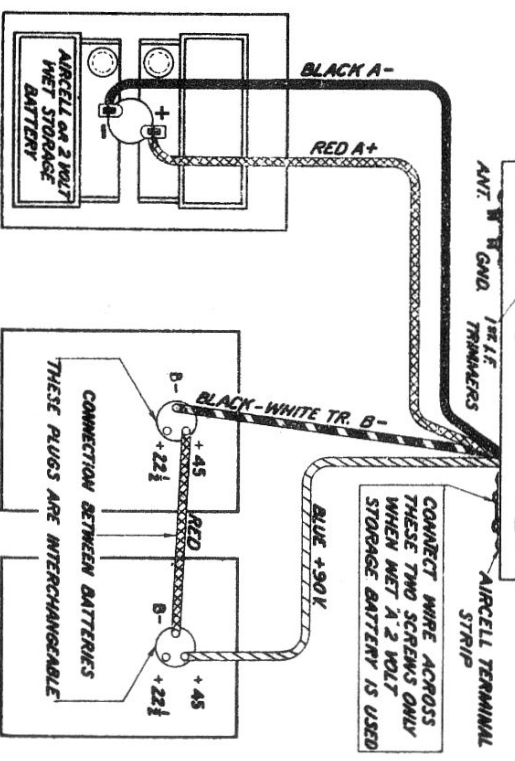 AIRCELL OR 2 VOLT
WET STORAGE
BATTERY
-
+
BLACK A-
RED A+
ANT.
GND.
1ST I.F.
TRIMMERS
AIRCELL TERMINAL
STRIP
CONNECT WIRE ACROSS
THESE TWO SCREWS ONLY
WHEN WET A 2 VOLT
STORAGE BATTERY IS USED
BLACK-WHITE TR. B-
BLUE +90V.
B-
+45
+22½
RED
B-
+45
+22½
CONNECTION BETWEEN BATTERIES
THESE PLUGS ARE INTERCHANGEABLE